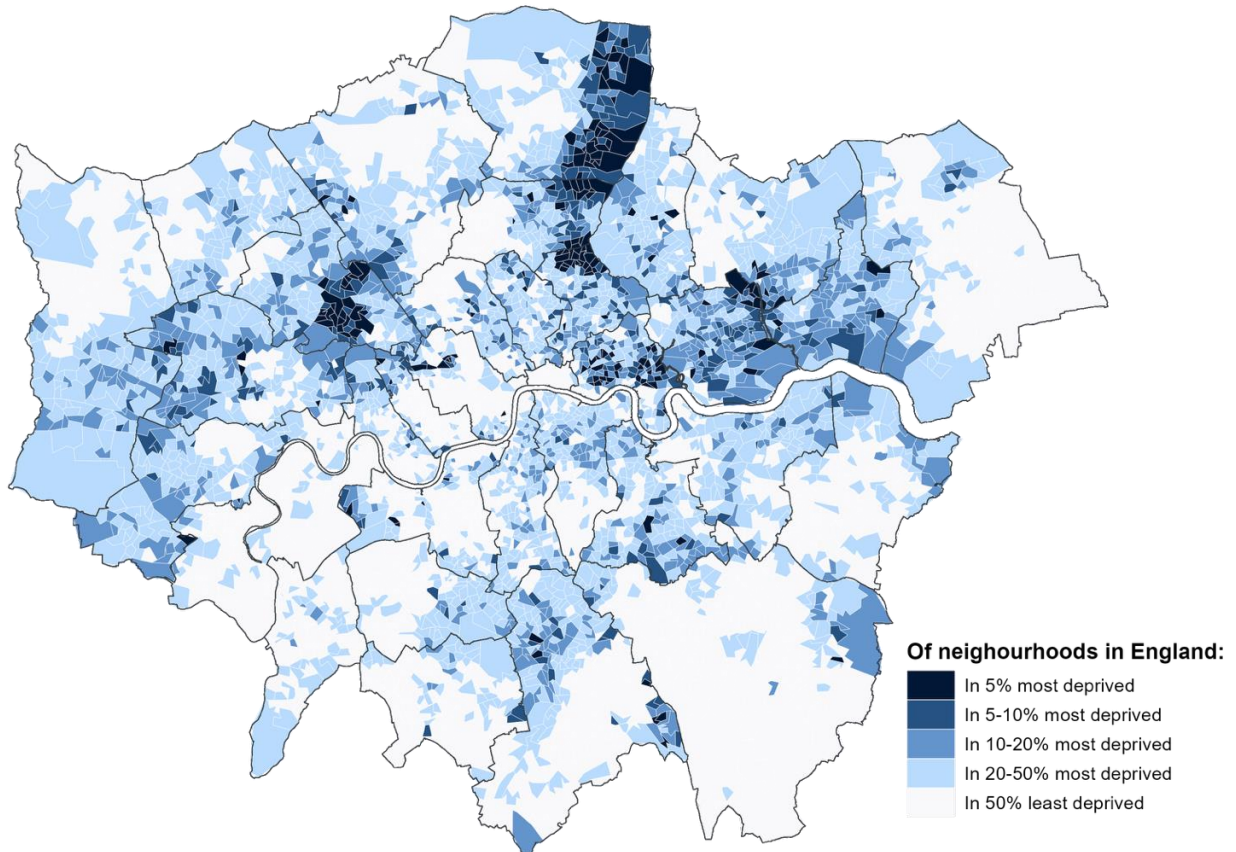 Of neighourhoods in England:
In 5% most deprived
In 5-10% most deprived
In 10-20% most deprived
In 20-50% most deprived
In 50% least deprived